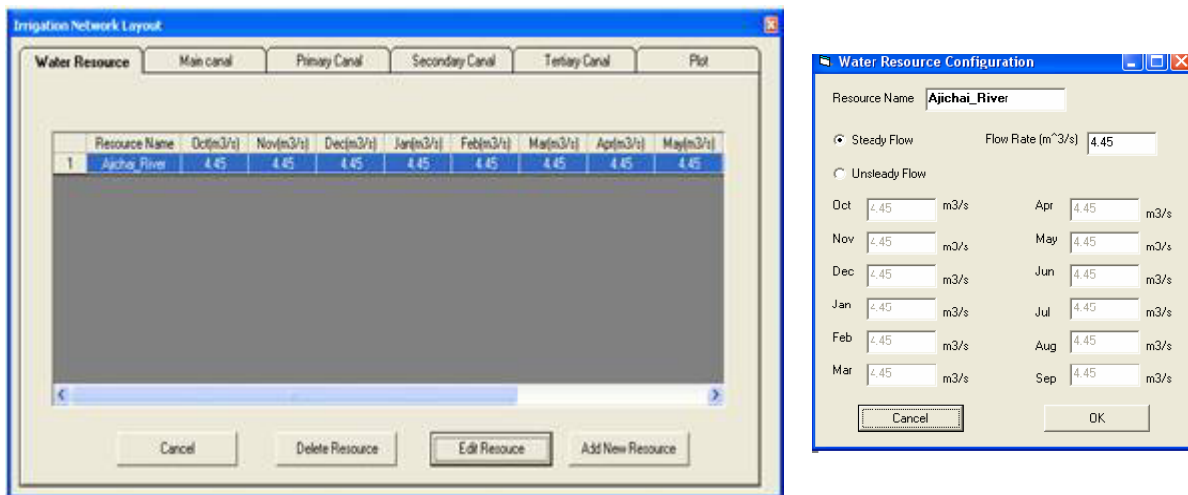 Irrigation Network Layout
Water Resource Main canal Primary Canal Secondary Canal Tertiary Canal Plot
Resource Name Oct(m3/s) Nov(m3/s) Dec(m3/s) Jan(m3/s) Feb(m3/s) Mar(m3/s) Apr(m3/s) May(m3/s)
1 Ajichai_River 4.45 4.45 4.45 4.45 4.45 4.45 4.45 4.45
Cancel Delete Resource Edit Resouce Add New Resource
Water Resource Configuration
Resource Name Ajichai_River
Steady Flow Flow Rate (m^3/s) 4.45
Unsteady Flow
Oct 4.45 m3/s Apr 4.45 m3/s
Nov 4.45 m3/s May 4.45 m3/s
Dec 4.45 m3/s Jun 4.45 m3/s
Jan 4.45 m3/s Jul 4.45 m3/s
Feb 4.45 m3/s Aug 4.45 m3/s
Mar 4.45 m3/s Sep 4.45 m3/s
Cancel OK